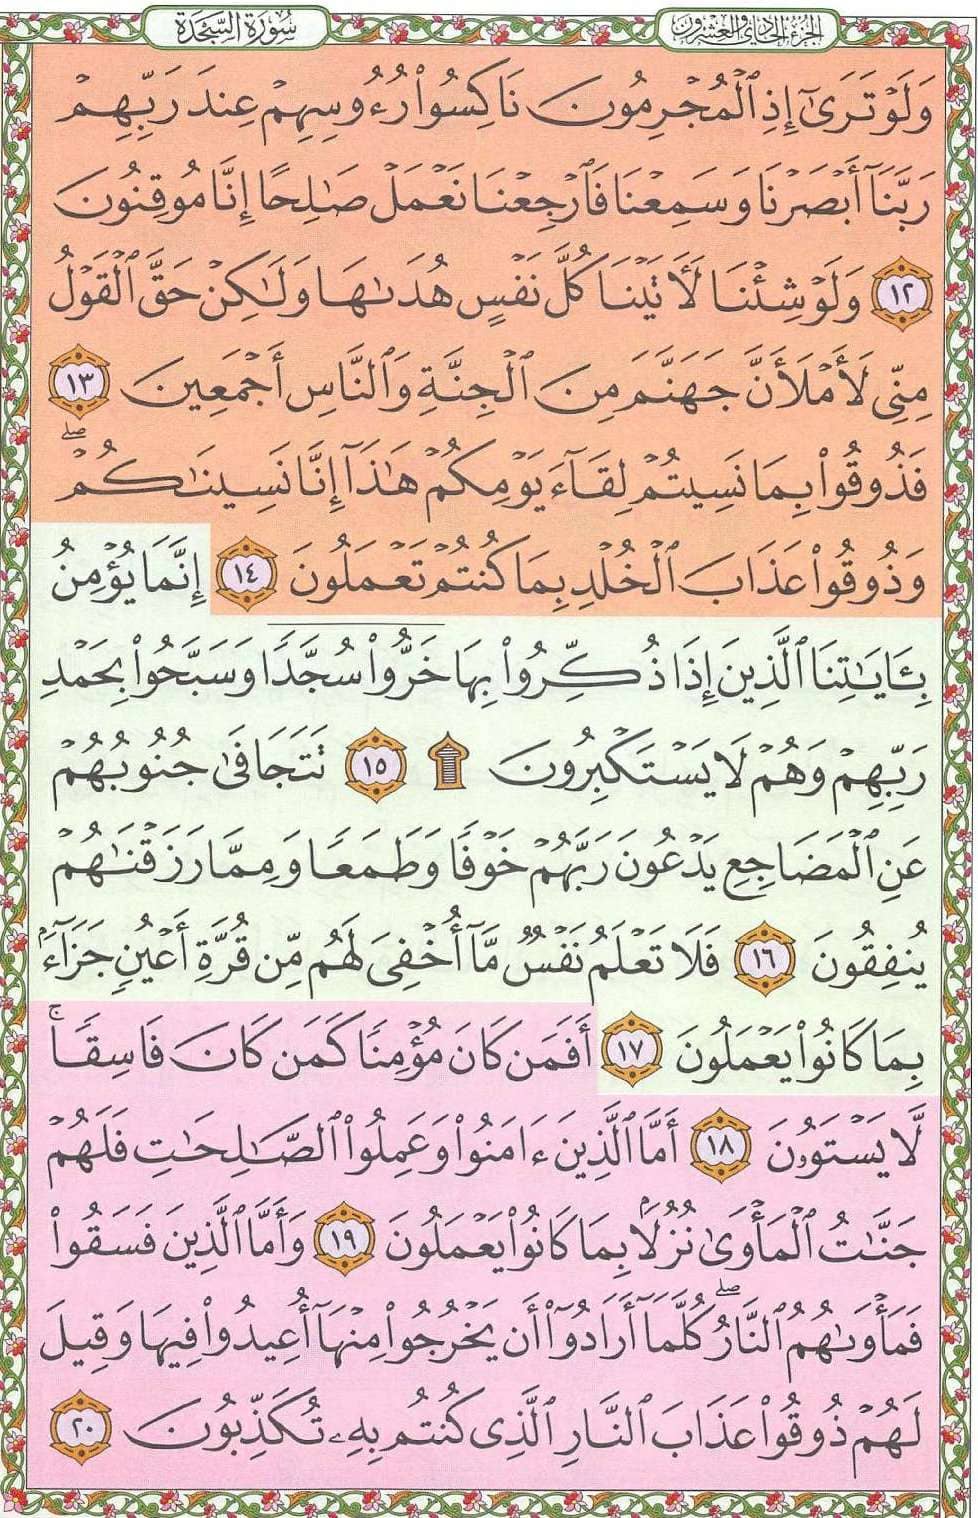 الجزء الحادي والعشرون
سورة السجدة
وَلَوۡ تَرَىٰٓ إِذِ ٱلۡمُجۡرِمُونَ نَاكِسُواْ رُءُوسِهِمۡ عِندَ رَبِّهِمۡ
رَبَّنَآ أَبۡصَرۡنَا وَسَمِعۡنَا فَٱرۡجِعۡنَا نَعۡمَلۡ صَٰلِحًا إِنَّا مُوقِنُونَ
١٢ وَلَوۡ شِئۡنَا لَأٓتَيۡنَا كُلَّ نَفۡسٍ هُدَىٰهَا وَلَٰكِنۡ حَقَّ ٱلۡقَوۡلُ
مِنِّي لَأَمۡلَأَنَّ جَهَنَّمَ مِنَ ٱلۡجِنَّةِ وَٱلنَّاسِ أَجۡمَعِينَ ١٣
فَذُوقُواْ بِمَا نَسِيتُمۡ لِقَآءَ يَوۡمِكُمۡ هَٰذَآ إِنَّا نَسِينَٰكُمۡۖ
وَذُوقُواْ عَذَابَ ٱلۡخُلۡدِ بِمَا كُنتُمۡ تَعۡمَلُونَ ١٤ إِنَّمَا يُؤۡمِنُ
بِـَٔايَٰتِنَا ٱلَّذِينَ إِذَا ذُكِّرُواْ بِهَا خَرُّواْ سُجَّدٗا وَسَبَّحُواْ بِحَمۡدِ
رَبِّهِمۡ وَهُمۡ لَا يَسۡتَكۡبِرُونَ ۩ ١٥ تَتَجَافَىٰ جُنُوبُهُمۡ
عَنِ ٱلۡمَضَاجِعِ يَدۡعُونَ رَبَّهُمۡ خَوۡفٗا وَطَمَعٗا وَمِمَّا رَزَقۡنَٰهُمۡ
يُنفِقُونَ ١٦ فَلَا تَعۡلَمُ نَفۡسٞ مَّآ أُخۡفِيَ لَهُم مِّن قُرَّةِ أَعۡيُنٖ جَزَآءَۢ
بِمَا كَانُواْ يَعۡمَلُونَ ١٧ أَفَمَن كَانَ مُؤۡمِنٗا كَمَن كَانَ فَاسِقٗاۚ
لَّا يَسۡتَوُۥنَ ١٨ أَمَّا ٱلَّذِينَ ءَامَنُواْ وَعَمِلُواْ ٱلصَّٰلِحَٰتِ فَلَهُمۡ
جَنَّٰتُ ٱلۡمَأۡوَىٰ نُزُلَۢا بِمَا كَانُواْ يَعۡمَلُونَ ١٩ وَأَمَّا ٱلَّذِينَ فَسَقُواْ
فَمَأۡوَىٰهُمُ ٱلنَّارُۖ كُلَّمَآ أَرَادُوٓاْ أَن يَخۡرُجُواْ مِنۡهَآ أُعِيدُواْ فِيهَا وَقِيلَ
لَهُمۡ ذُوقُواْ عَذَابَ ٱلنَّارِ ٱلَّذِي كُنتُم بِهِۦ تُكَذِّبُونَ ٢٠